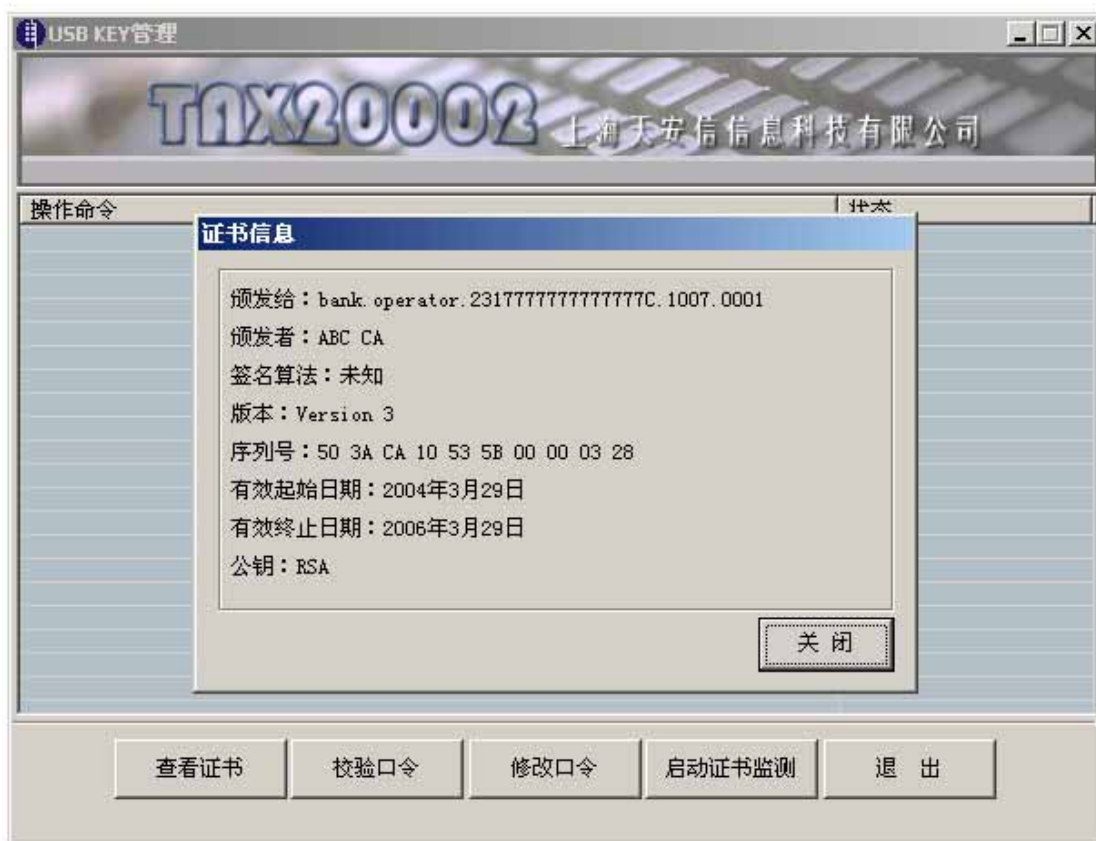 USB KEY管理
TAX20002 上海天安信信息科技有限公司
操作命令 状态
证书信息
颁发给：bank.operator.2317777777777777C.1007.0001
颁发者：ABC CA
签名算法：未知
版本：Version 3
序列号：50 3A CA 10 53 5B 00 00 03 28
有效起始日期：2004年3月29日
有效终止日期：2006年3月29日
公钥：RSA
关 闭
查看证书 校验口令 修改口令 启动证书监测 退 出